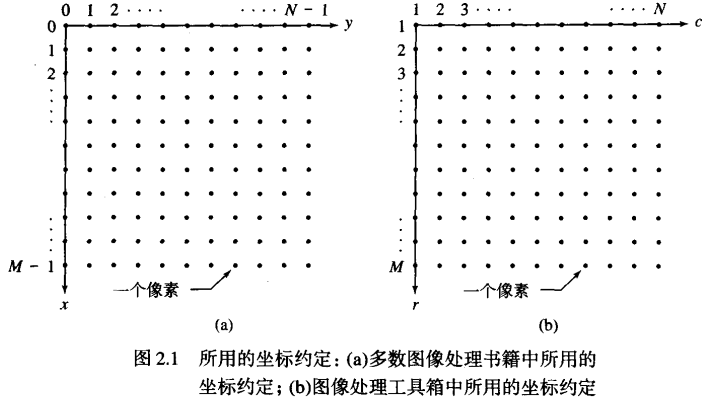 0 1 2 ····· ····· N − 1
y
0
1
2
M − 1
x
一个像素
(a)
1 2 3 ····· ····· N
c
1
2
3
M
r
一个像素
(b)
图 2.1 所用的坐标约定: (a)多数图像处理书籍中所用的
坐标约定; (b)图像处理工具箱中所用的坐标约定